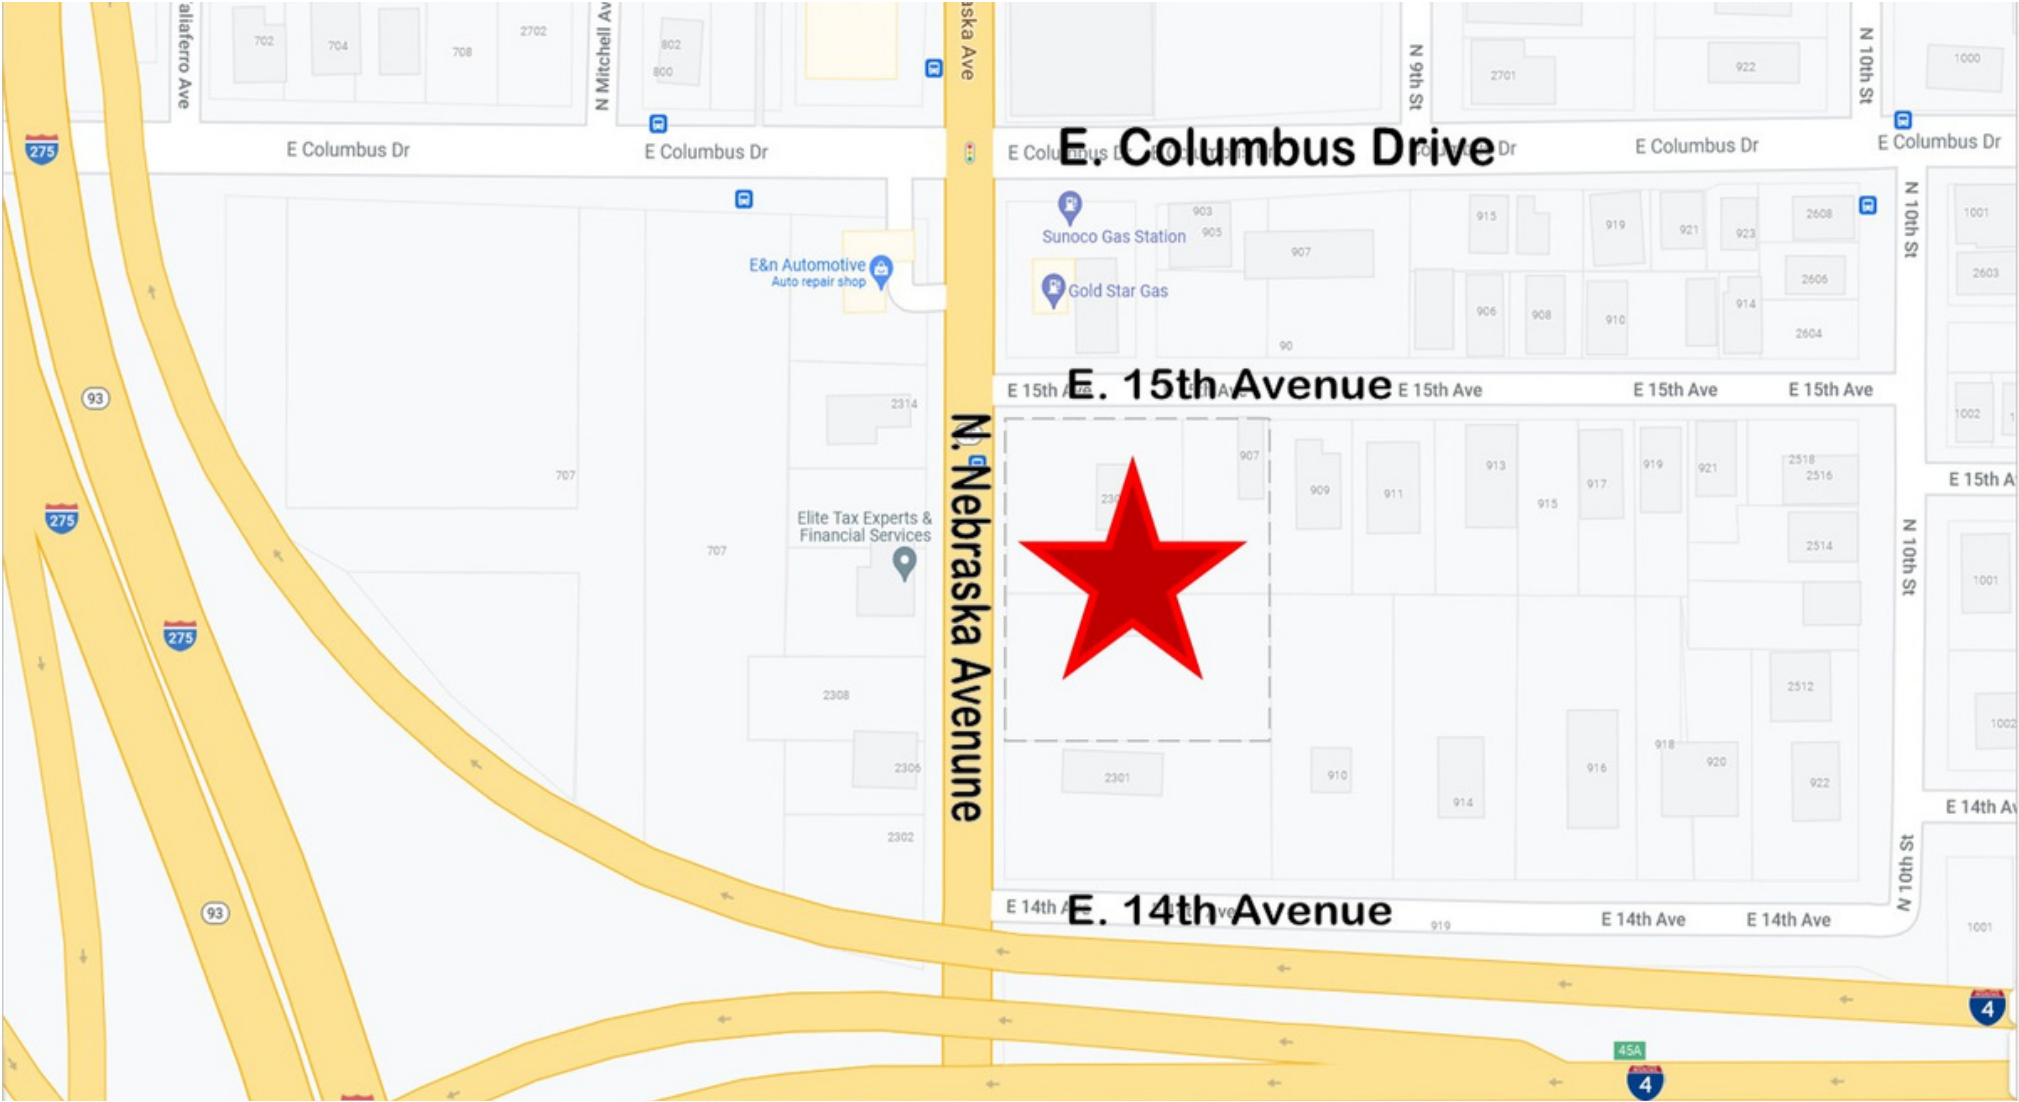 aliaferro Ave
702
704
708
2702
N Mitchell Av
802
800
aska Ave
N 9th St
2701
922
N 10th St
1000
275
E Columbus Dr
E Columbus Dr
E. Columbus Drive
E Columbus Dr
E Columbus Dr
Sunoco Gas Station
903
905
907
915
919
921
923
2608
N 10th St
1001
E&n Automotive
Auto repair shop
Gold Star Gas
2606
2603
906
908
910
914
2604
90
93
E. 15th Avenue
E 15th Ave
E 15th Ave
E 15th Ave
2314
N. Nebraska Avenune
907
909
911
913
915
917
919
921
2518
2516
1002
E 15th A
707
275
Elite Tax Experts &
Financial Services
707
2514
N 10th St
1001
275
2308
2512
2306
2301
910
914
916
918
920
922
1002
2302
E 14th Av
N 10th St
93
E 14th
E. 14th Avenue
919
E 14th Ave
E 14th Ave
1001
4
45A
4